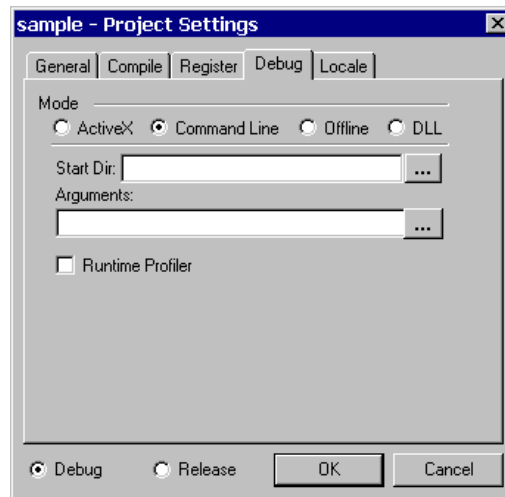 sample - Project Settings
General Compile Register Debug Locale
Mode
ActiveX Command Line Offline DLL
Start Dir: ...
Arguments:
...
Runtime Profiler
Debug Release OK Cancel